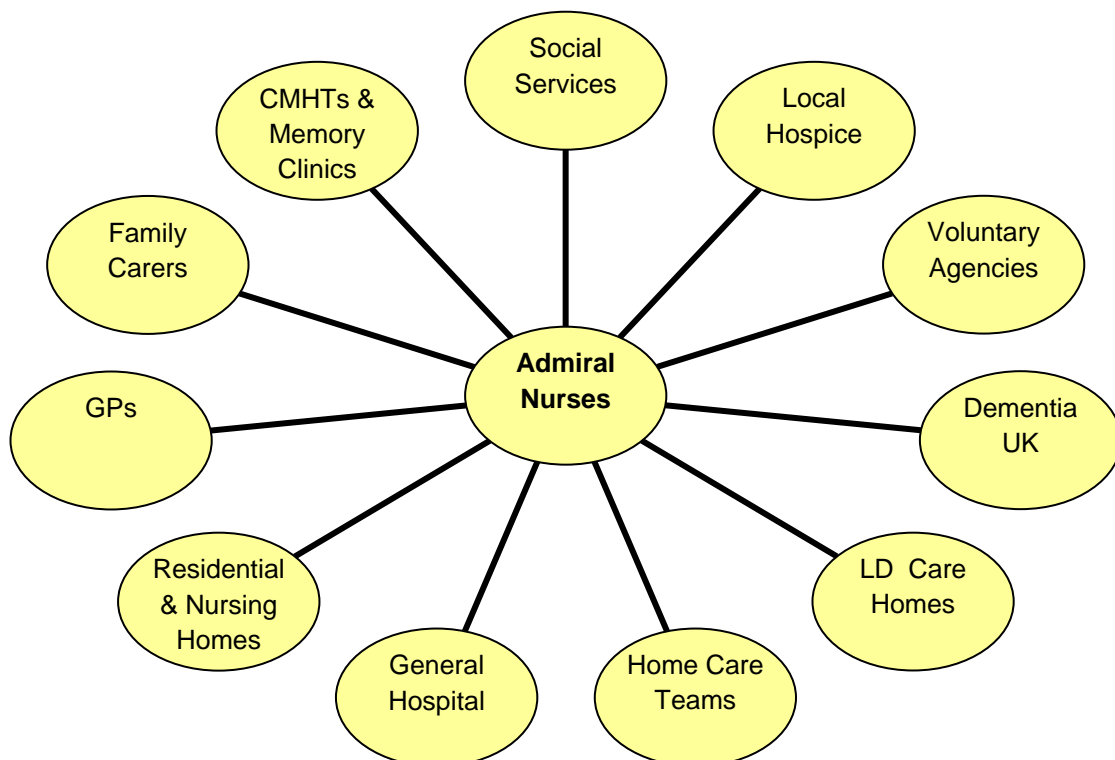 Social
Services
CMHTs &
Memory
Clinics
Local
Hospice
Family
Carers
Voluntary
Agencies
Admiral
Nurses
GPs
Dementia
UK
Residential
& Nursing
Homes
LD  Care
Homes
General
Hospital
Home Care
Teams